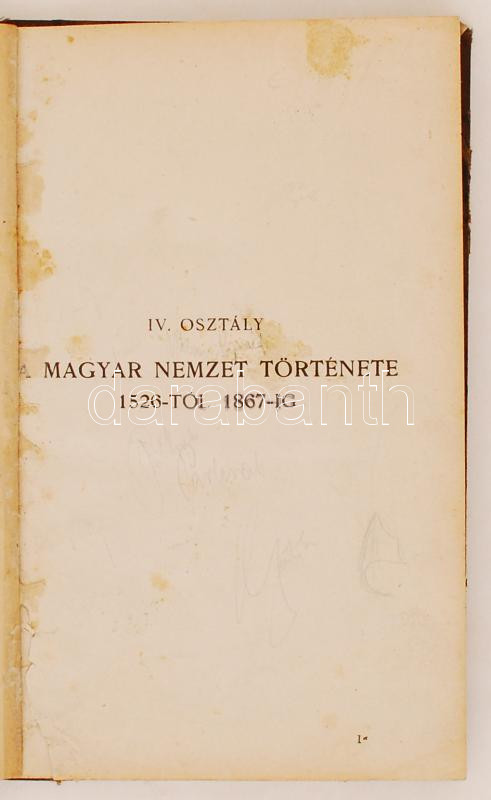 IV. OSZTÁLY
A MAGYAR NEMZET TÖRTÉNETE
1526-TÓL 1867-IG
darabanth
1*